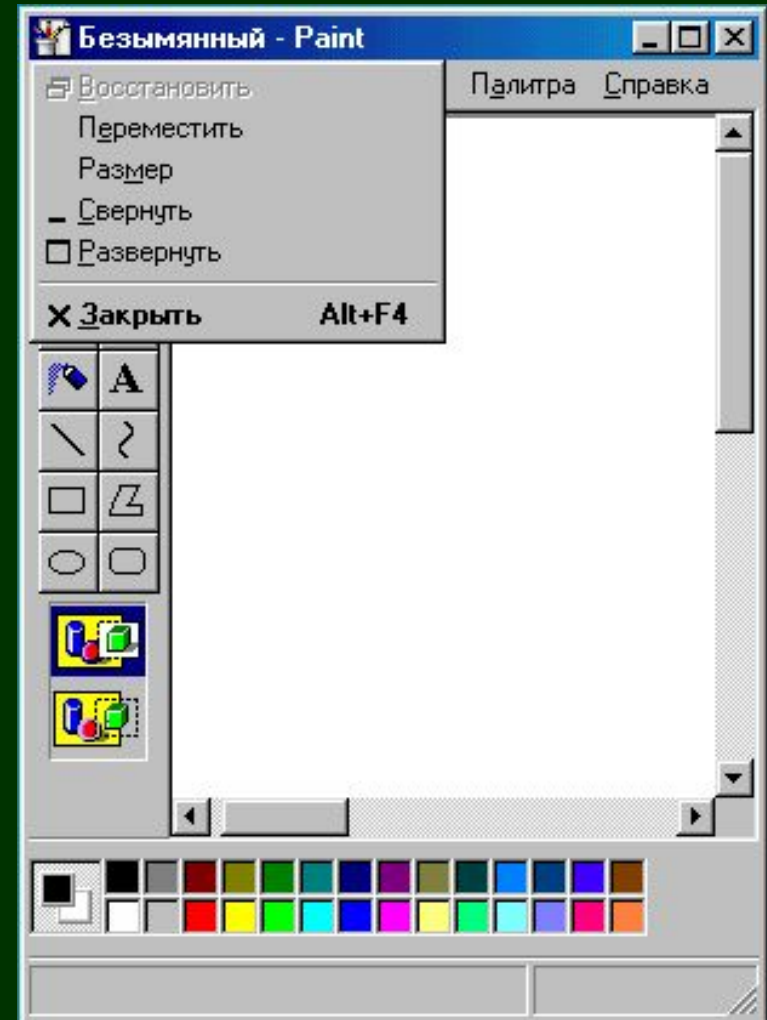 Безымянный - Paint
Палитра Справка
Восстановить
Переместить
Размер
Свернуть
Развернуть
Закрыть Alt+F4
A